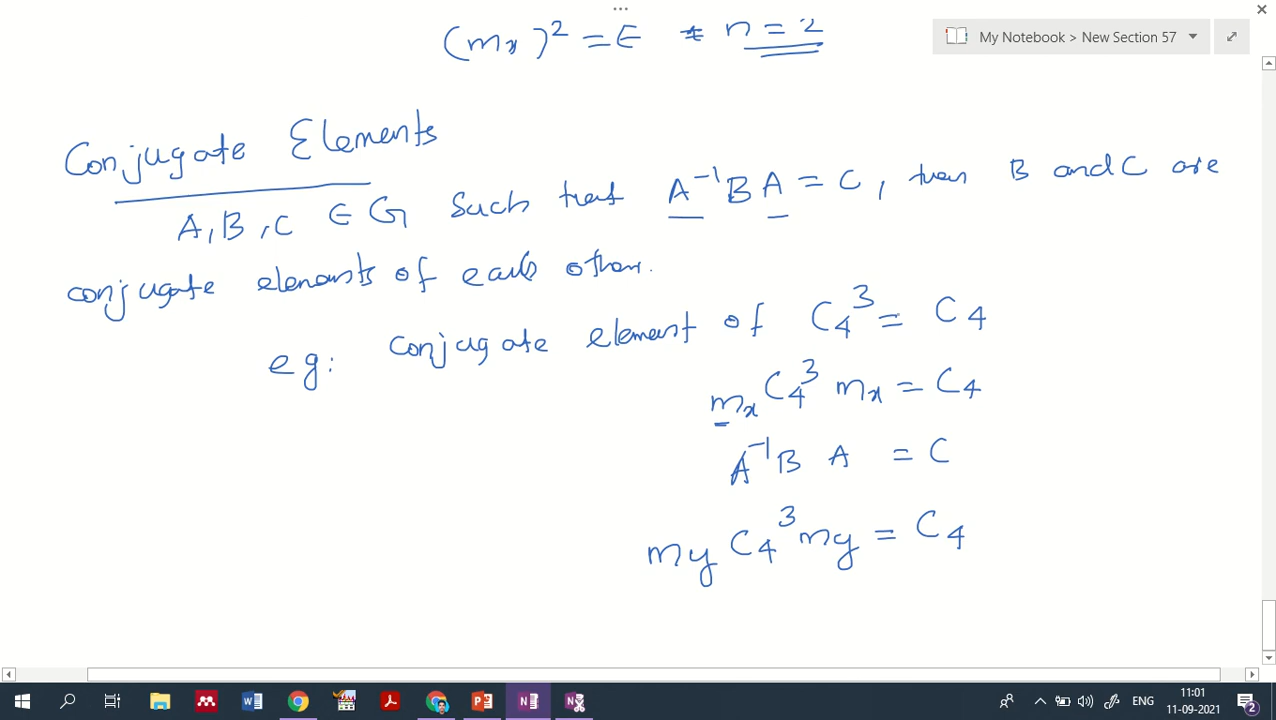 (mx)² = E n = 2
My Notebook > New Section 57
Conjugate Elements
A, B, C ∈ G Such that A⁻¹BA = C, then B and C are
conjugate elements of each other.
eg: conjugate element of C₄³ = C₄
mx C₄³ mx = C₄
A⁻¹ B A = C
my C₄³ my = C₄
ENG
11:01
11-09-2021
2